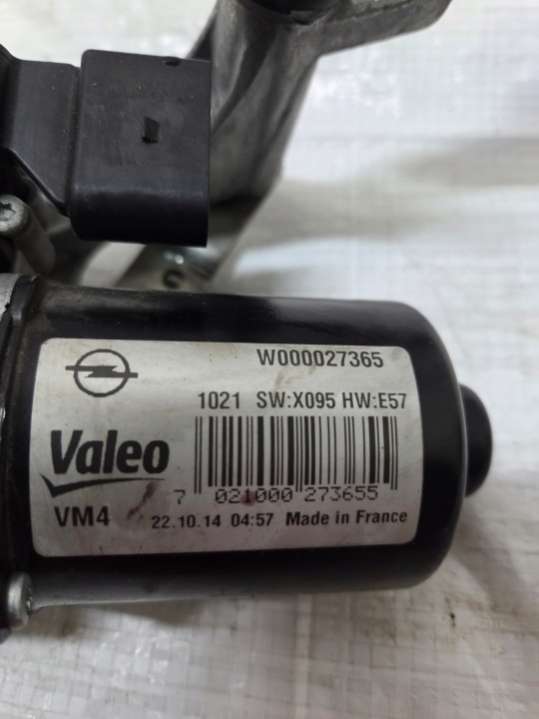 W000027365
1021 SW:X095 HW:E57
Valeo
7 021000 273655
VM4 22.10.14 04:57 Made in France